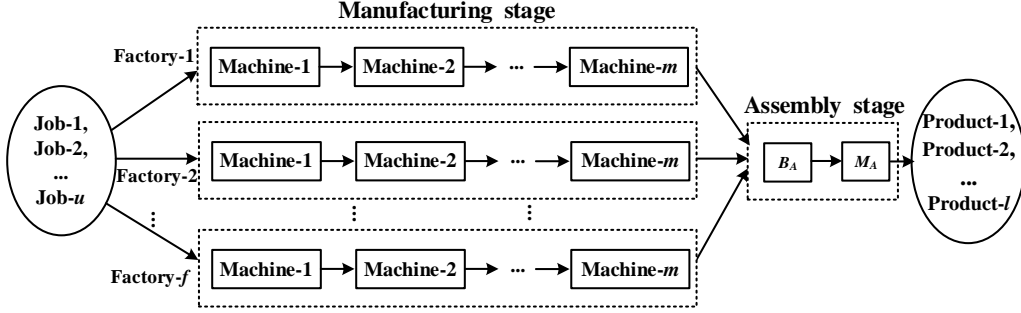 Manufacturing stage
Factory-1
Machine-1
Machine-2
...
Machine-m
Job-1,
Job-2,
...
Job-u
Factory-2
Machine-1
Machine-2
...
Machine-m
Assembly stage
B_A
M_A
Product-1,
Product-2,
...
Product-l
⋮
⋮
⋮
Factory-f
Machine-1
Machine-2
...
Machine-m